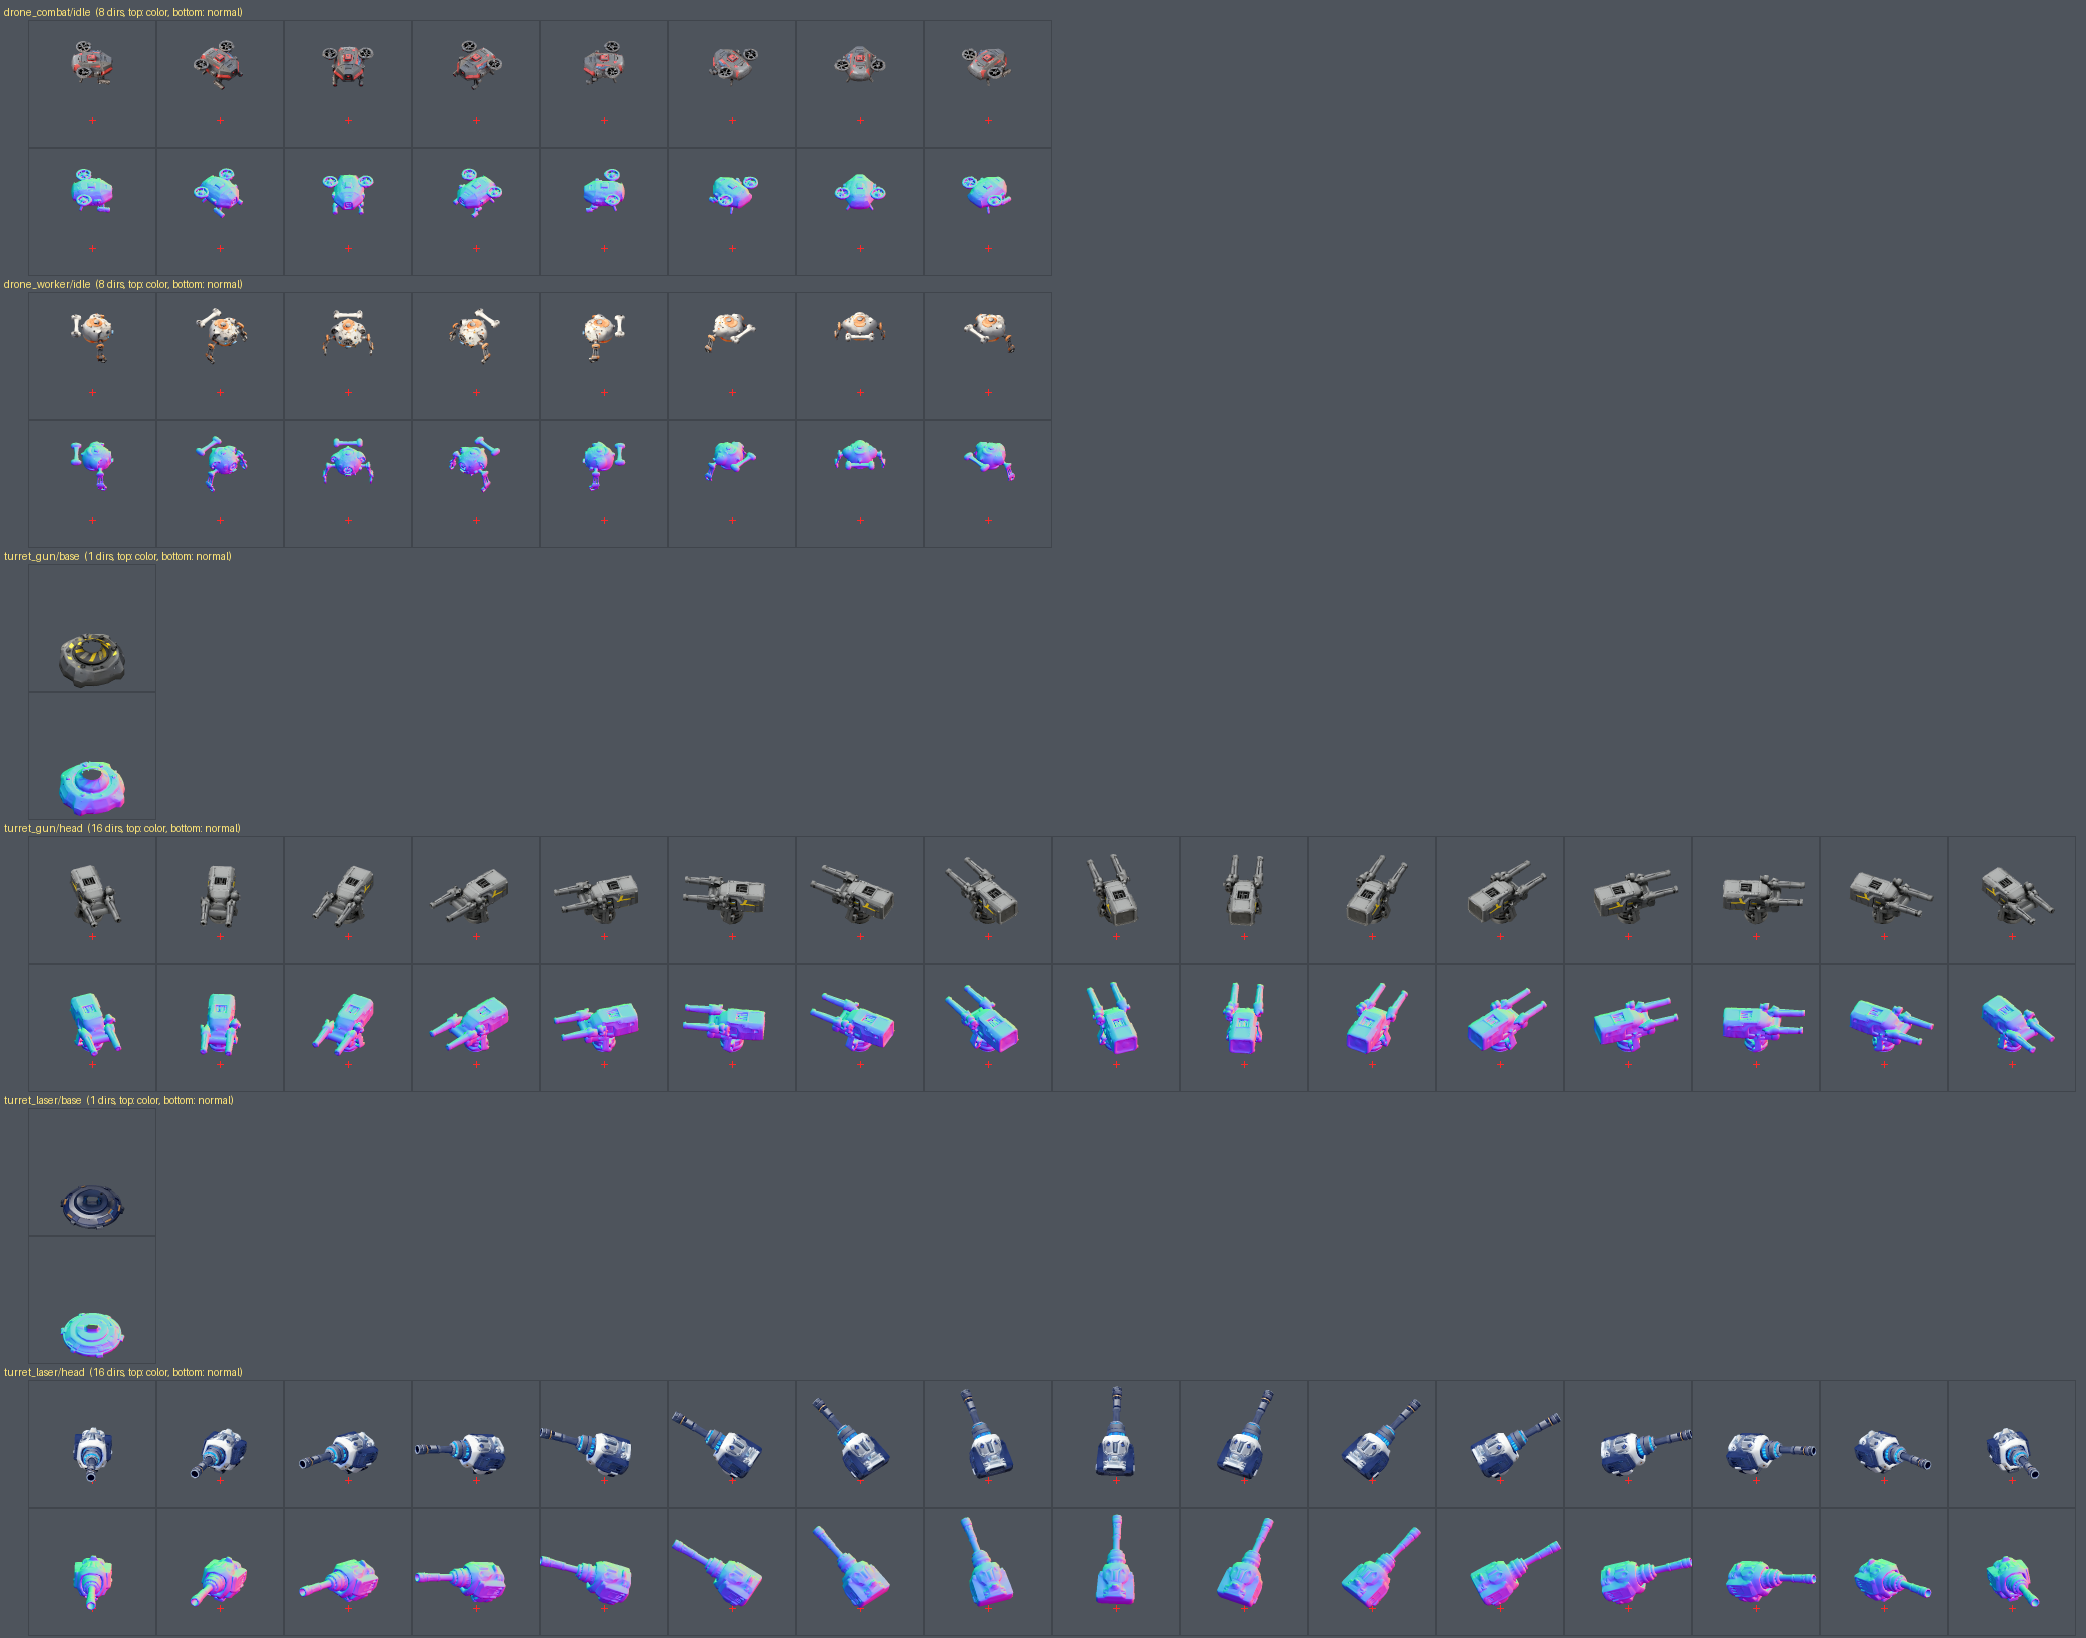 drone_combat/idle (8 dirs, top: color, bottom: normal)
drone_worker/idle (8 dirs, top: color, bottom: normal)
turret_gun/base (1 dirs, top: color, bottom: normal)
turret_gun/head (16 dirs, top: color, bottom: normal)
turret_laser/base (1 dirs, top: color, bottom: normal)
turret_laser/head (16 dirs, top: color, bottom: normal)